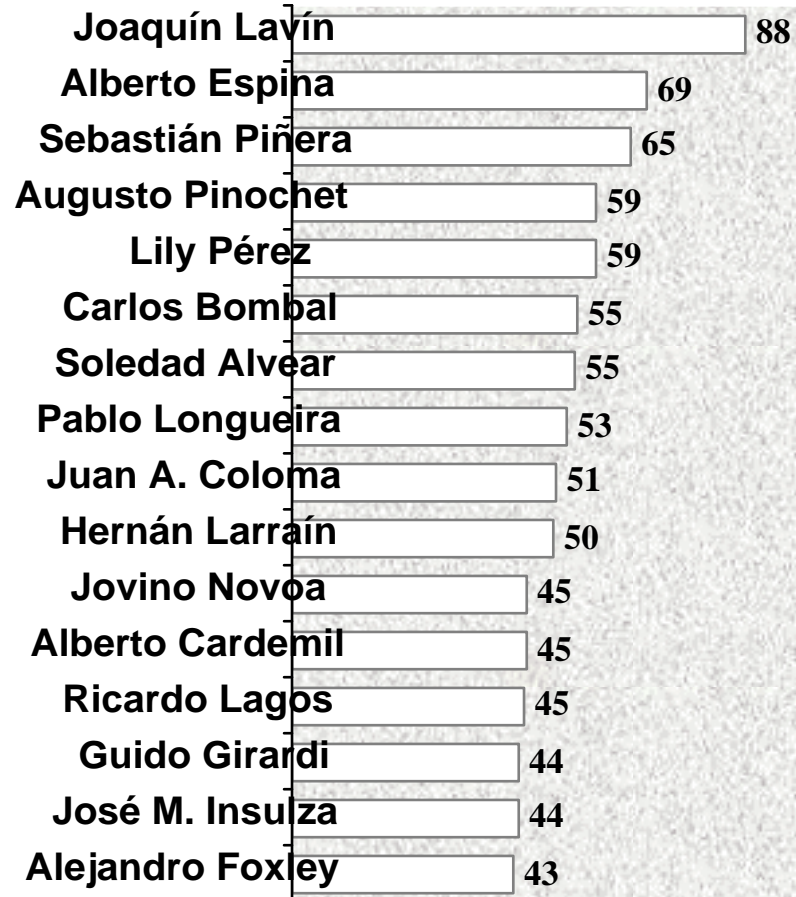 Joaquín Lavín 88
Alberto Espina 69
Sebastián Piñera 65
Augusto Pinochet 59
Lily Pérez 59
Carlos Bombal 55
Soledad Alvear 55
Pablo Longueira 53
Juan A. Coloma 51
Hernán Larraín 50
Jovino Novoa 45
Alberto Cardemil 45
Ricardo Lagos 45
Guido Girardi 44
José M. Insulza 44
Alejandro Foxley 43